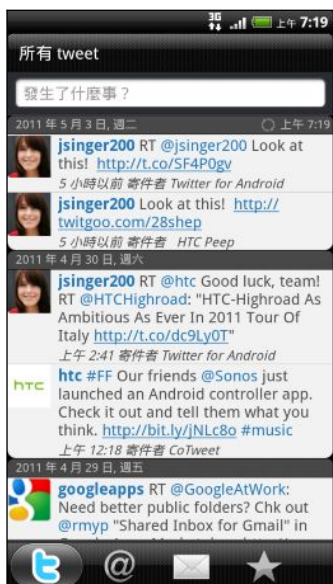 3G 上午 7:19
所有 tweet
發生了什麼事？
2011 年 5 月 3 日, 週二 上午 7:19
jsinger200 RT @jsinger200 Look at
this! http://t.co/SF4P0gv
5 小時以前 寄件者 Twitter for Android
jsinger200 Look at this! http://
twitgoo.com/28shep
5 小時以前 寄件者 HTC Peep
2011 年 4 月 30 日, 週六
jsinger200 RT @htc Good luck, team!
RT @HTCHighroad: "HTC-Highroad As
Ambitious As Ever In 2011 Tour Of
Italy http://t.co/dc9Ly0T"
上午 2:41 寄件者 Twitter for Android
hTC
htc #FF Our friends @Sonos just
launched an Android controller app.
Check it out and tell them what you
think. http://bit.ly/jNLc8o #music
上午 12:18 寄件者 CoTweet
2011 年 4 月 29 日, 週五
googleapps RT @GoogleAtWork:
Need better public folders? Chk out
@rmyp "Shared Inbox for Gmail" in